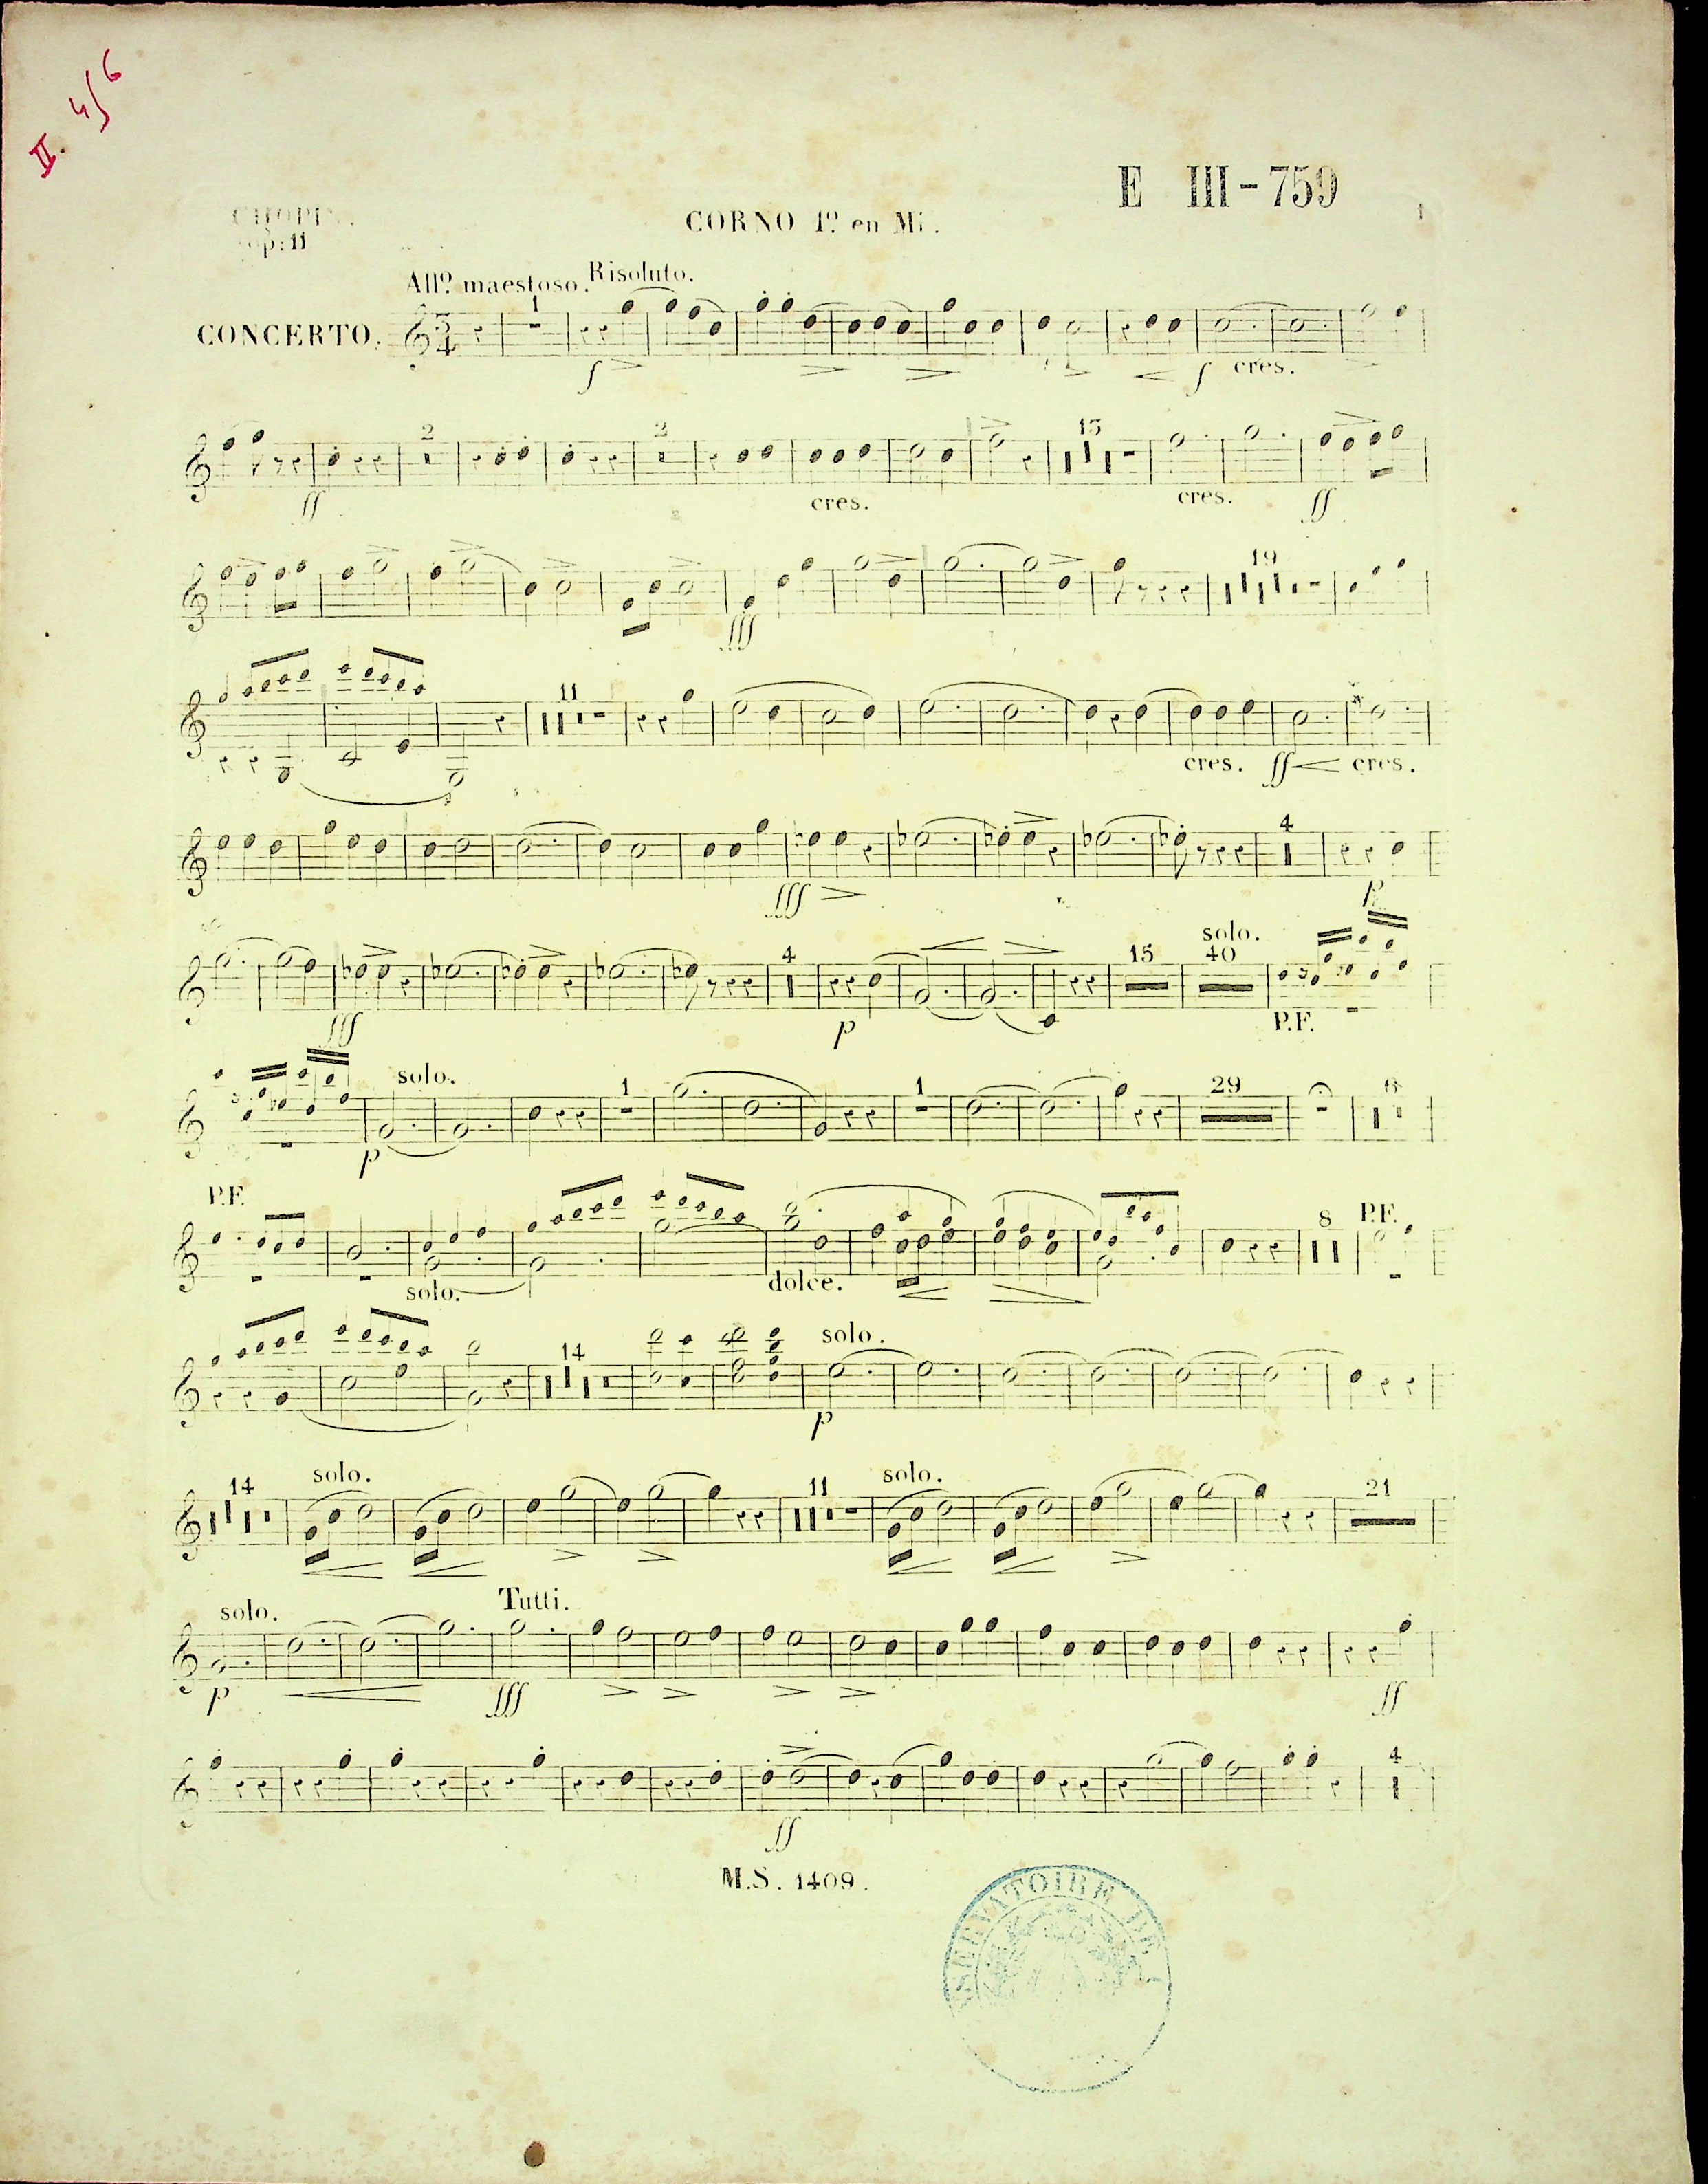 II. 4/6
E III-759
1
CHOPIN.
op: 11
CORNO 1º en Mi.
Allº maestoso. Risoluto.
CONCERTO.
1
3
4
f cres. f
2 2 13
ff cres. cres. ff
19
fff
11
cres. ff cres.
4
fff p
4 15 solo. 40
fff p P.F.
solo. 1 1 29 6
p
P.F. 8 P.F.
solo. dolce.
14 solo.
p
14 solo. 11 solo. 21
solo. Tutti.
p fff ff
4
ff
M.S. 1409.